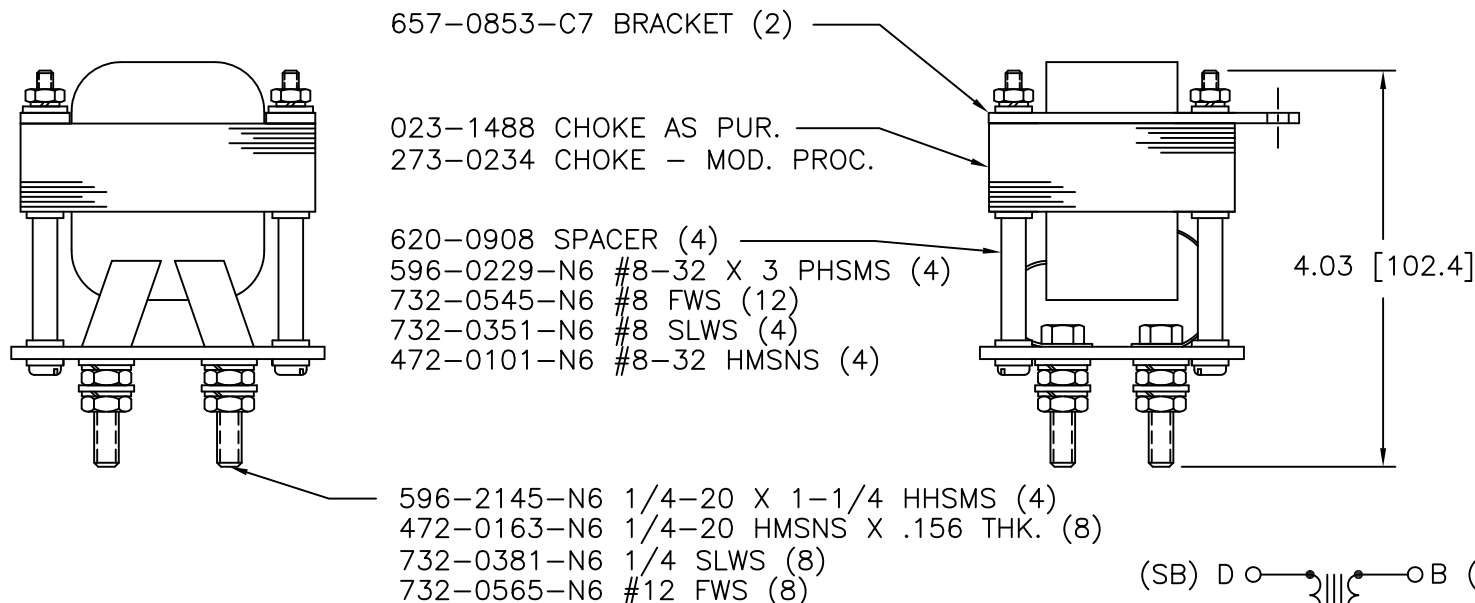 657-0853-C7 BRACKET (2)
023-1488 CHOKE AS PUR.
273-0234 CHOKE - MOD. PROC.
620-0908 SPACER (4)
596-0229-N6 #8-32 X 3 PHSMS (4)
732-0545-N6 #8 FWS (12)
732-0351-N6 #8 SLWS (4)
472-0101-N6 #8-32 HMSNS (4)
4.03 [102.4]
596-2145-N6 1/4-20 X 1-1/4 HHSMS (4)
472-0163-N6 1/4-20 HMSNS X .156 THK. (8)
732-0381-N6 1/4 SLWS (8)
732-0565-N6 #12 FWS (8)
(SB) D B (